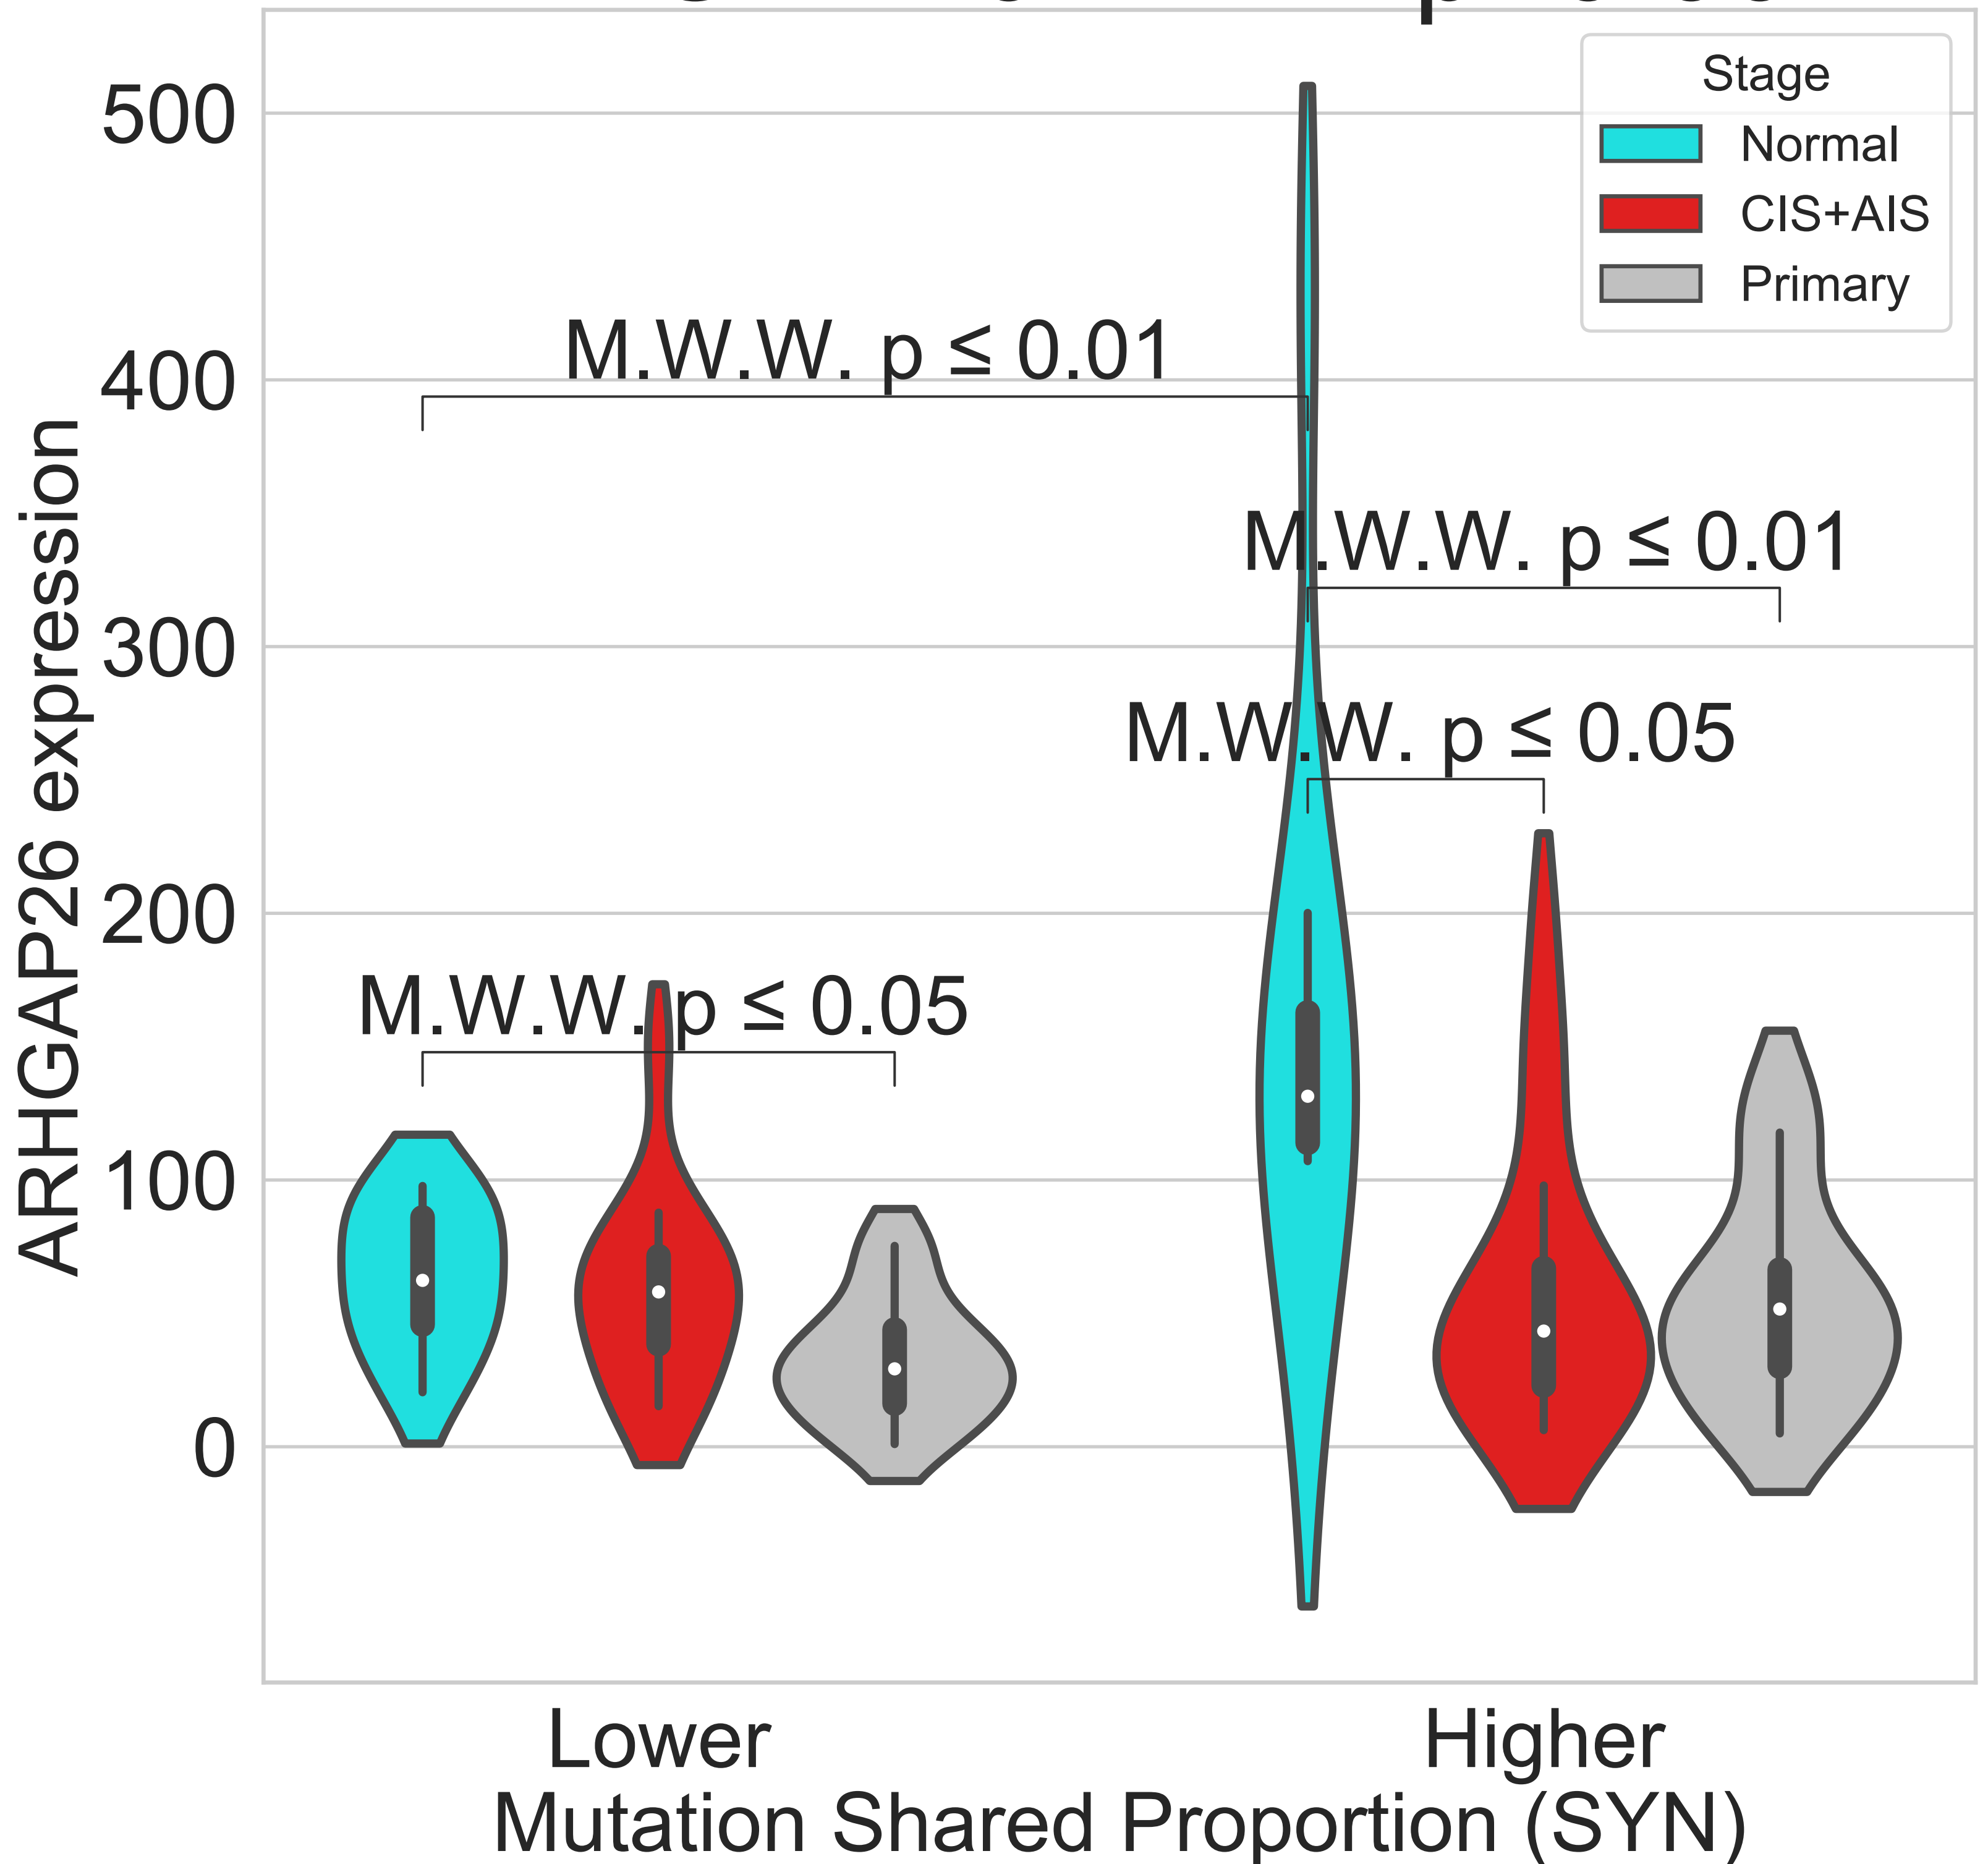 Stage
Normal
CIS+AIS
Primary
500
400
300
200
100
0
ARHGAP26 expression
M.W.W. p ≤ 0.01
M.W.W. p ≤ 0.01
M.W.W. p ≤ 0.05
M.W.W. p ≤ 0.05
Lower
Higher
Mutation Shared Proportion (SYN)